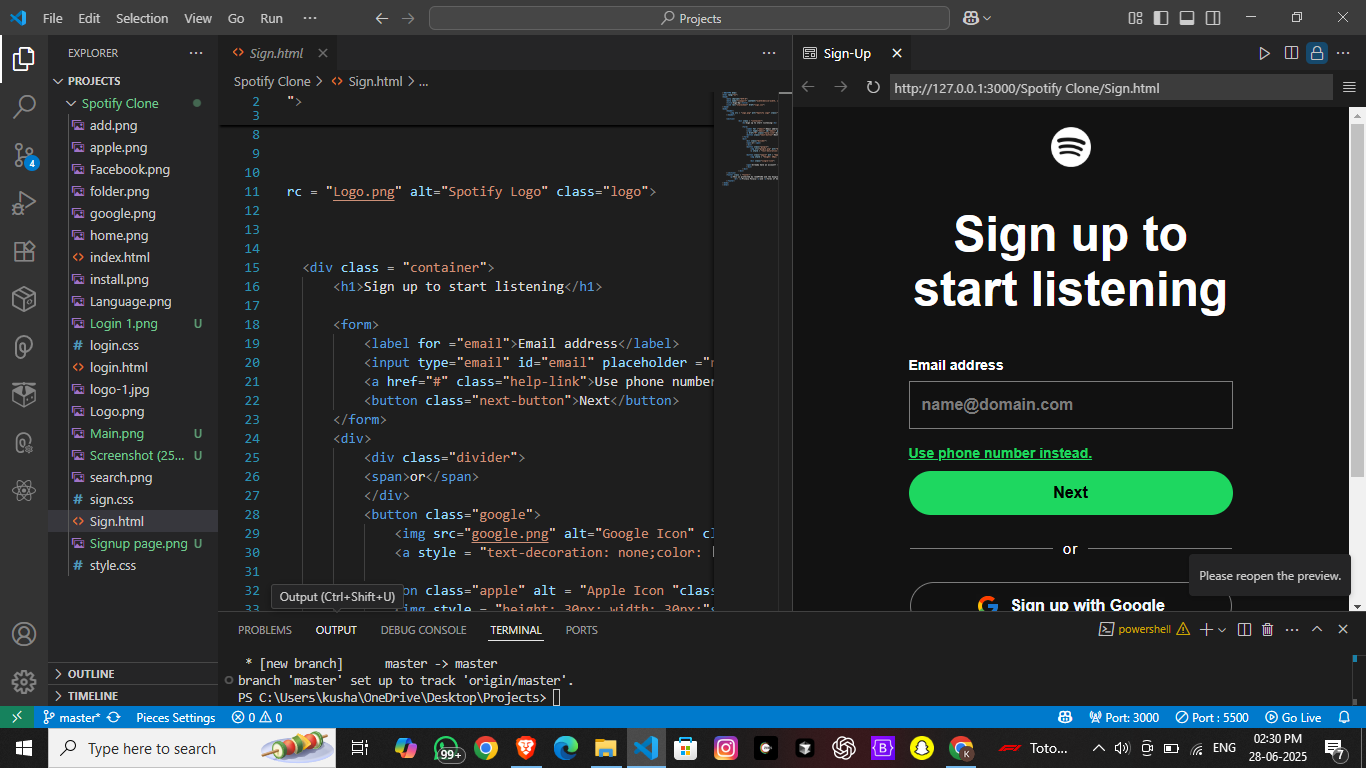 File Edit Selection View Go Run ··· Projects
EXPLORER ···
PROJECTS
Spotify Clone
add.png
apple.png
Facebook.png
folder.png
google.png
home.png
index.html
install.png
Language.png
Login 1.png U
login.css
login.html
logo-1.jpg
Logo.png
Main.png U
Screenshot (25... U
search.png
sign.css
Sign.html
Signup page.png U
style.css
OUTLINE
TIMELINE
4
Sign.html
Spotify Clone > Sign.html > ...
2 ">
3
8
9
10
11 rc = "Logo.png" alt="Spotify Logo" class="logo">
12
13
14
15 <div class = "container">
16 <h1>Sign up to start listening</h1>
17
18 <form>
19 <label for ="email">Email address</label>
20 <input type="email" id="email" placeholder ="
21 <a href="#" class="help-link">Use phone number
22 <button class="next-button">Next</button>
23 </form>
24 <div>
25 <div class="divider">
26 <span>or</span>
27 </div>
28 <button class="google">
29 <img src="google.png" alt="Google Icon" cl
30 <a style = "text-decoration: none;color:
31
32 on class="apple" alt = "Apple Icon "clas
33 <img style = "height: 30px; width: 30px;"
Output (Ctrl+Shift+U)
Sign-Up
http://127.0.0.1:3000/Spotify Clone/Sign.html
Sign up to
start listening
Email address
name@domain.com
Use phone number instead.
Next
or
Sign up with Google
Please reopen the preview.
PROBLEMS OUTPUT DEBUG CONSOLE TERMINAL PORTS powershell
* [new branch] master -> master
branch 'master' set up to track 'origin/master'.
PS C:\Users\kusha\OneDrive\Desktop\Projects>
master* Pieces Settings 0 0 Port: 3000 Port : 5500 Go Live
Type here to search 99+ K Toto... ENG 02:30 PM
28-06-2025 7